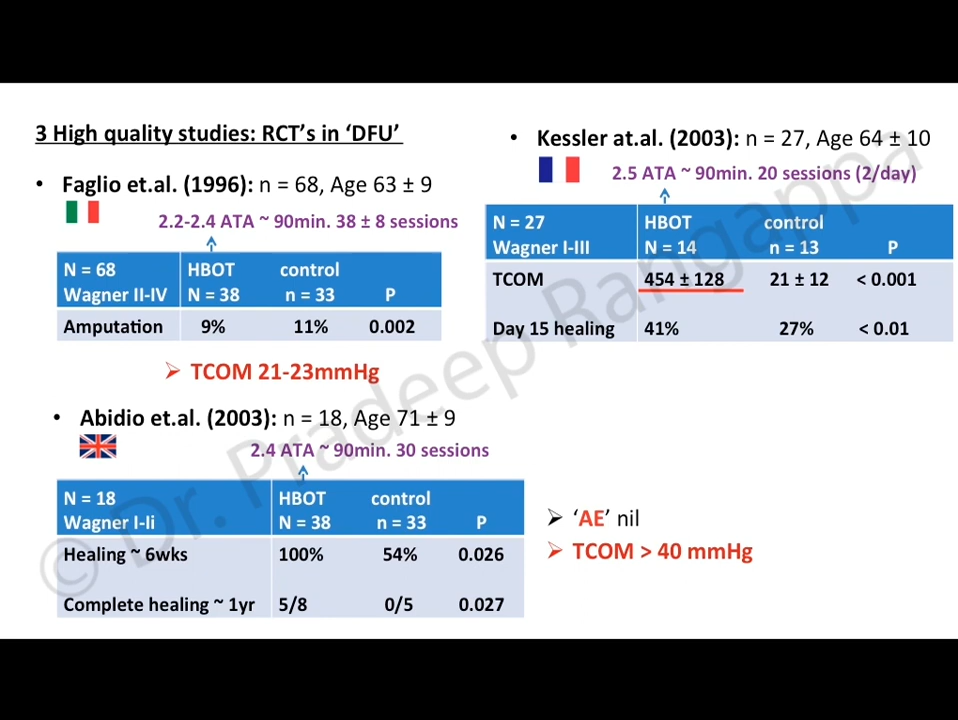 3 High quality studies: RCT's in 'DFU'
• Faglio et.al. (1996): n = 68, Age 63 ± 9
2.2-2.4 ATA ~ 90min. 38 ± 8 sessions
N = 68 HBOT control
Wagner II-IV N = 38 n = 33 P
Amputation 9% 11% 0.002
➢ TCOM 21-23mmHg
• Abidio et.al. (2003): n = 18, Age 71 ± 9
2.4 ATA ~ 90min. 30 sessions
N = 18 HBOT control
Wagner I-Ii N = 38 n = 33 P
Healing ~ 6wks 100% 54% 0.026
Complete healing ~ 1yr 5/8 0/5 0.027
• Kessler at.al. (2003): n = 27, Age 64 ± 10
2.5 ATA ~ 90min. 20 sessions (2/day)
N = 27 HBOT control
Wagner I-III N = 14 n = 13 P
TCOM 454 ± 128 21 ± 12 < 0.001
Day 15 healing 41% 27% < 0.01
➢ 'AE' nil
➢ TCOM > 40 mmHg
© Dr. Pradeep Rangappa